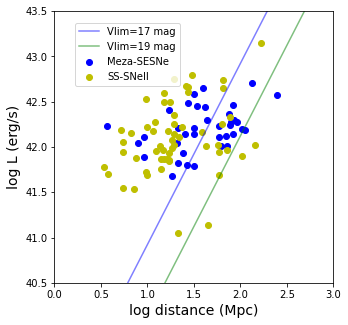 43.5
43.0
42.5
42.0
41.5
41.0
40.5
log L (erg/s)
Vlim=17 mag
Vlim=19 mag
Meza-SESNe
SS-SNeII
0.0 0.5 1.0 1.5 2.0 2.5 3.0
log distance (Mpc)